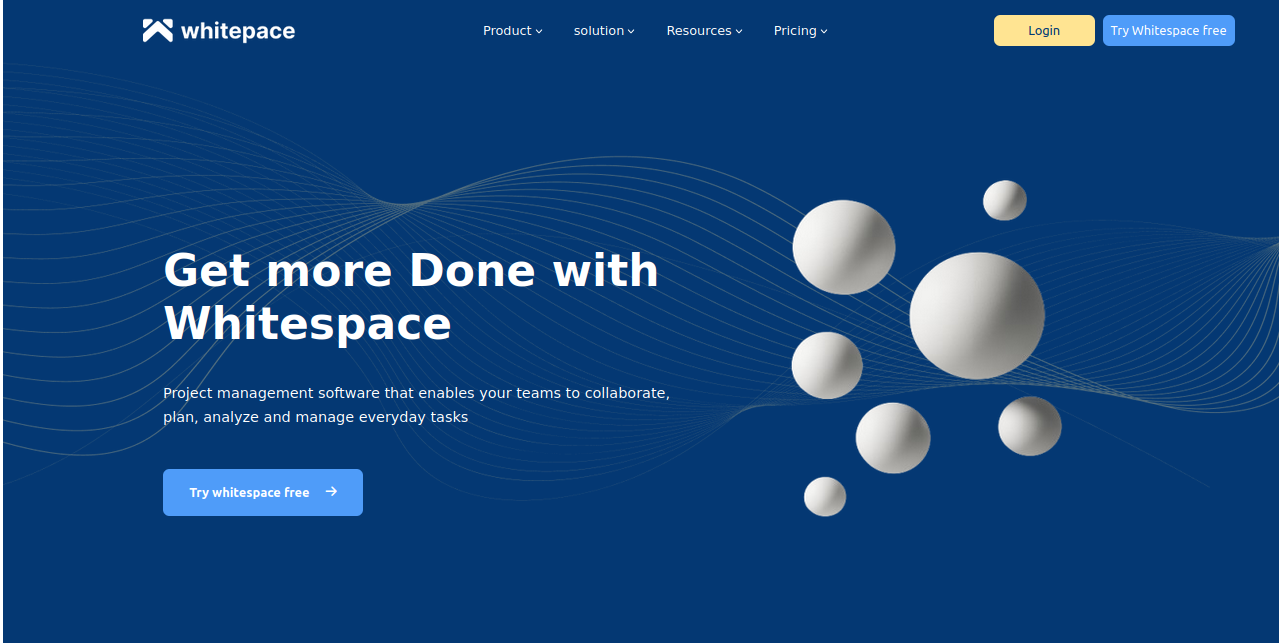 whitepace
Product
solution
Resources
Pricing
Login
Try Whitespace free
Get more Done with
Whitespace
Project management software that enables your teams to collaborate,
plan, analyze and manage everyday tasks
Try whitespace free